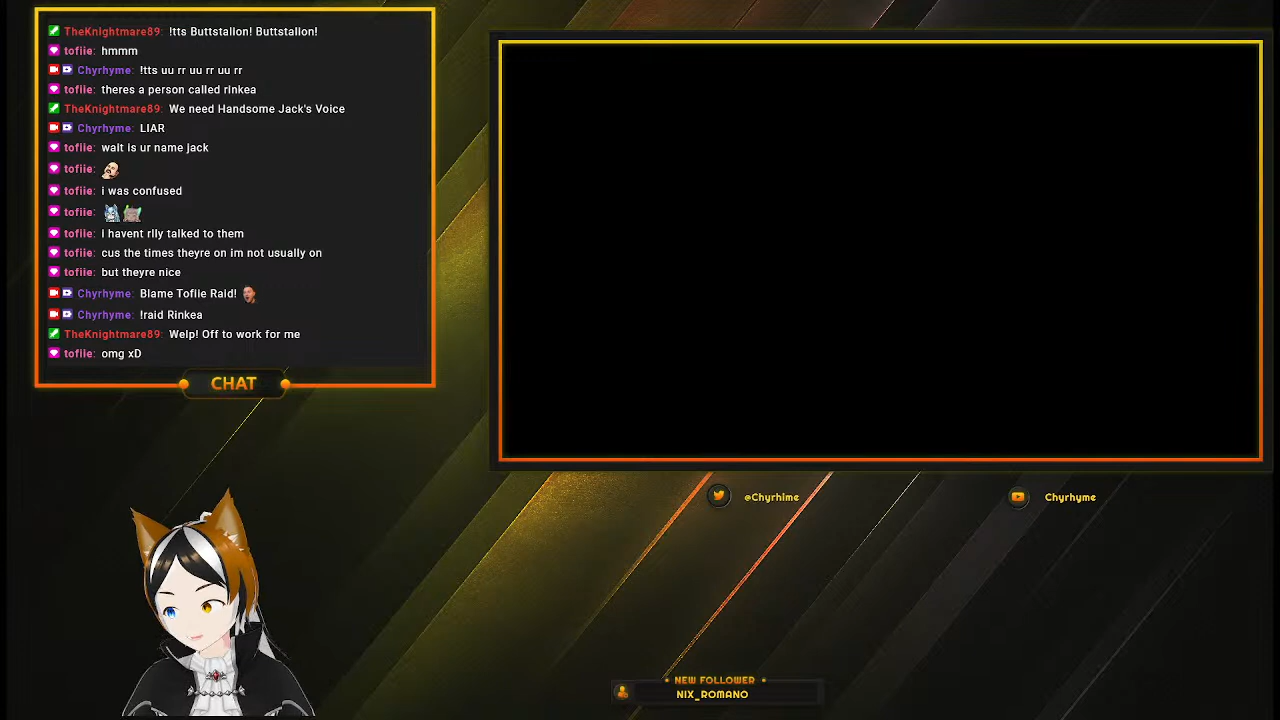 TheKnightmare89: !tts Buttstalion! Buttstalion!
tofiie: hmmm
Chyrhyme: !tts uu rr uu rr uu rr
tofiie: theres a person called rinkea
TheKnightmare89: We need Handsome Jack's Voice
Chyrhyme: LIAR
tofiie: wait is ur name jack
tofiie:
tofiie: i was confused
tofiie:
tofiie: i havent rlly talked to them
tofiie: cus the times theyre on im not usually on
tofiie: but theyre nice
Chyrhyme: Blame Tofiie Raid!
Chyrhyme: !raid Rinkea
TheKnightmare89: Welp! Off to work for me
tofiie: omg xD
CHAT
@Chyrhime
Chyrhyme
NEW FOLLOWER
NIX_ROMANO